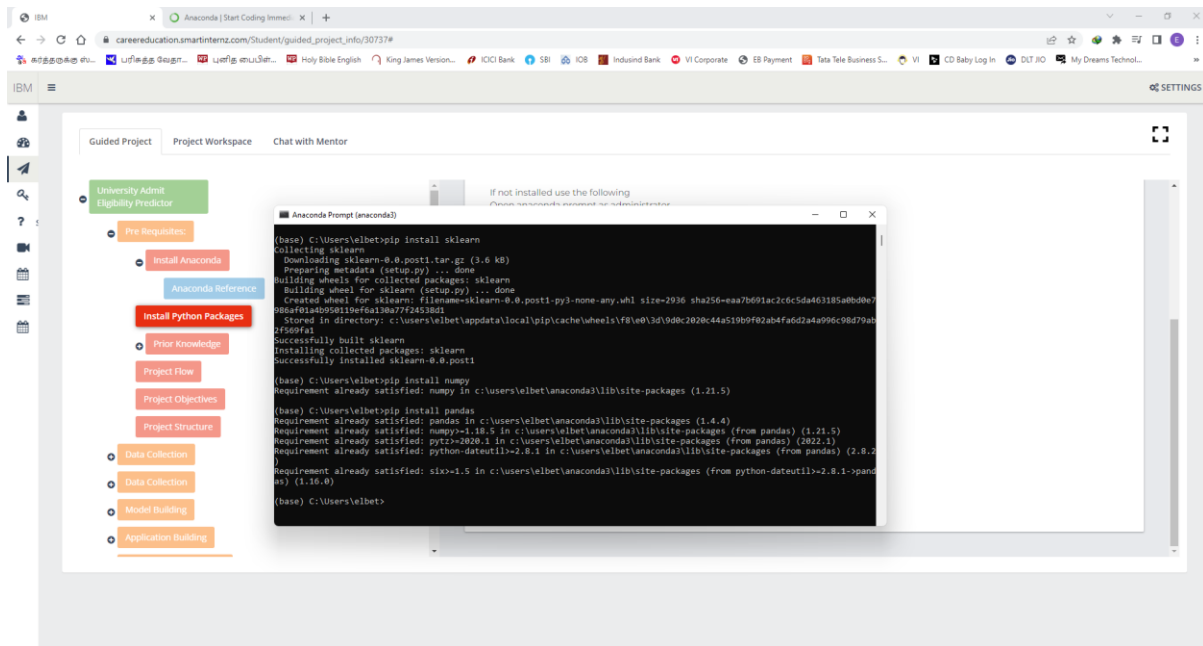 IBM
Anaconda | Start Coding Immedi
careereducation.smartinternz.com/Student/guided_project_info/30737#
கர்த்தருக்கு ஸ்... பரிசுத்த வேதா... புனித பைபிள்... Holy Bible English King James Version... ICICI Bank SBI IOB Indusind Bank VI Corporate EB Payment Tata Tele Business S... VI CD Baby Log In DLT JIO My Dreams Technol... »
IBM
SETTINGS
Guided Project Project Workspace Chat with Mentor
University Admit
Eligibility Predictor
Pre Requisites:
Install Anaconda
Anaconda Reference
Install Python Packages
Prior Knowledge
Project Flow
Project Objectives
Project Structure
Data Collection
Data Collection
Model Building
Application Building
If not installed use the following
Open anaconda prompt as administrator
Anaconda Prompt (anaconda3)
(base) C:\Users\elbet>pip install sklearn
Collecting sklearn
Downloading sklearn-0.0.post1.tar.gz (3.6 kB)
Preparing metadata (setup.py) ... done
Building wheels for collected packages: sklearn
Building wheel for sklearn (setup.py) ... done
Created wheel for sklearn: filename=sklearn-0.0.post1-py3-none-any.whl size=2936 sha256=eaa7b691ac2c6c5da463185a0bd0e7
986af01a4b950119ef6a130a77f24538d1
Stored in directory: c:\users\elbet\appdata\local\pip\cache\wheels\f8\e0\3d\9d0c2020c44a519b9f02ab4fa6d2a4a996c98d79ab
2f569fa1
Successfully built sklearn
Installing collected packages: sklearn
Successfully installed sklearn-0.0.post1
(base) C:\Users\elbet>pip install numpy
Requirement already satisfied: numpy in c:\users\elbet\anaconda3\lib\site-packages (1.21.5)
(base) C:\Users\elbet>pip install pandas
Requirement already satisfied: pandas in c:\users\elbet\anaconda3\lib\site-packages (1.4.4)
Requirement already satisfied: numpy>=1.18.5 in c:\users\elbet\anaconda3\lib\site-packages (from pandas) (1.21.5)
Requirement already satisfied: pytz>=2020.1 in c:\users\elbet\anaconda3\lib\site-packages (from pandas) (2022.1)
Requirement already satisfied: python-dateutil>=2.8.1 in c:\users\elbet\anaconda3\lib\site-packages (from pandas) (2.8.2
)
Requirement already satisfied: six>=1.5 in c:\users\elbet\anaconda3\lib\site-packages (from python-dateutil>=2.8.1->pand
as) (1.16.0)
(base) C:\Users\elbet>